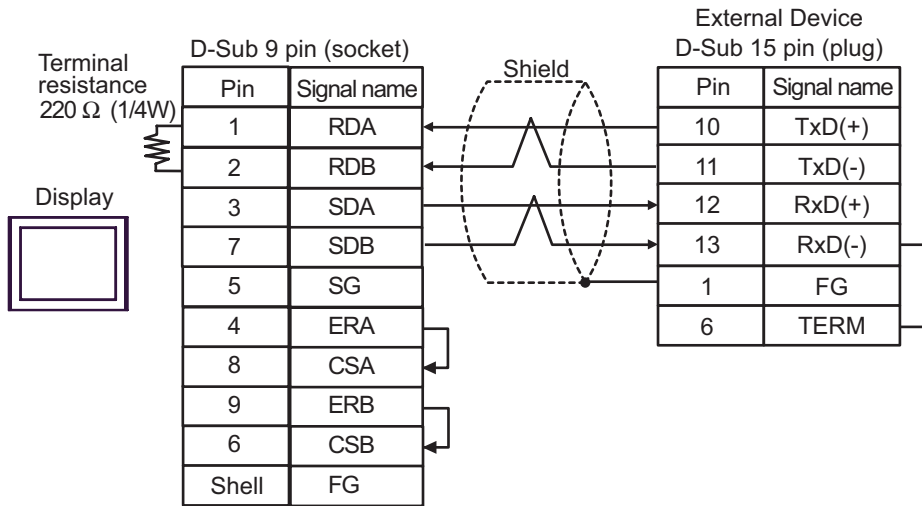 External Device
D-Sub 9 pin (socket)
D-Sub 15 pin (plug)
Terminal
resistance
220 Ω (1/4W)
Shield
Display
Pin Signal name
1 RDA
2 RDB
3 SDA
7 SDB
5 SG
4 ERA
8 CSA
9 ERB
6 CSB
Shell FG
Pin Signal name
10 TxD(+)
11 TxD(-)
12 RxD(+)
13 RxD(-)
1 FG
6 TERM